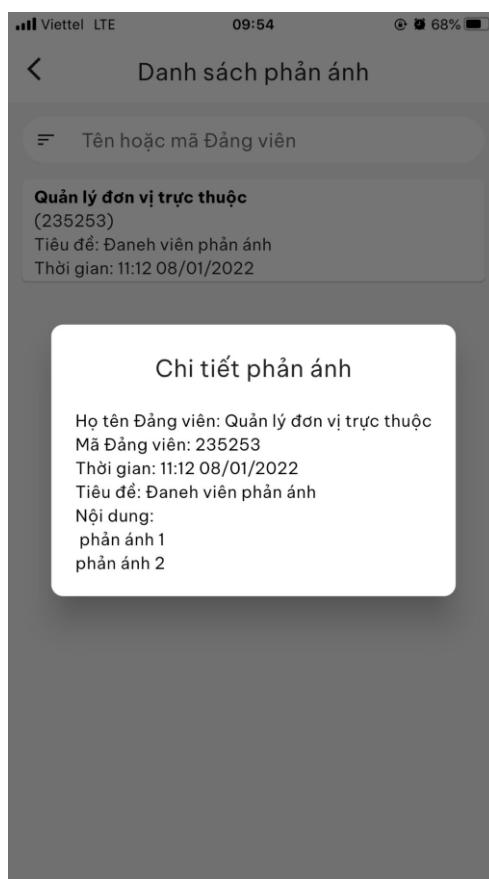 Viettel LTE 09:54 68%
Danh sách phản ánh
Tên hoặc mã Đảng viên
Quản lý đơn vị trực thuộc
(235253)
Tiêu đề: Đaneh viên phản ánh
Thời gian: 11:12 08/01/2022
Chi tiết phản ánh
Họ tên Đảng viên: Quản lý đơn vị trực thuộc
Mã Đảng viên: 235253
Thời gian: 11:12 08/01/2022
Tiêu đề: Đaneh viên phản ánh
Nội dung:
phản ánh 1
phản ánh 2